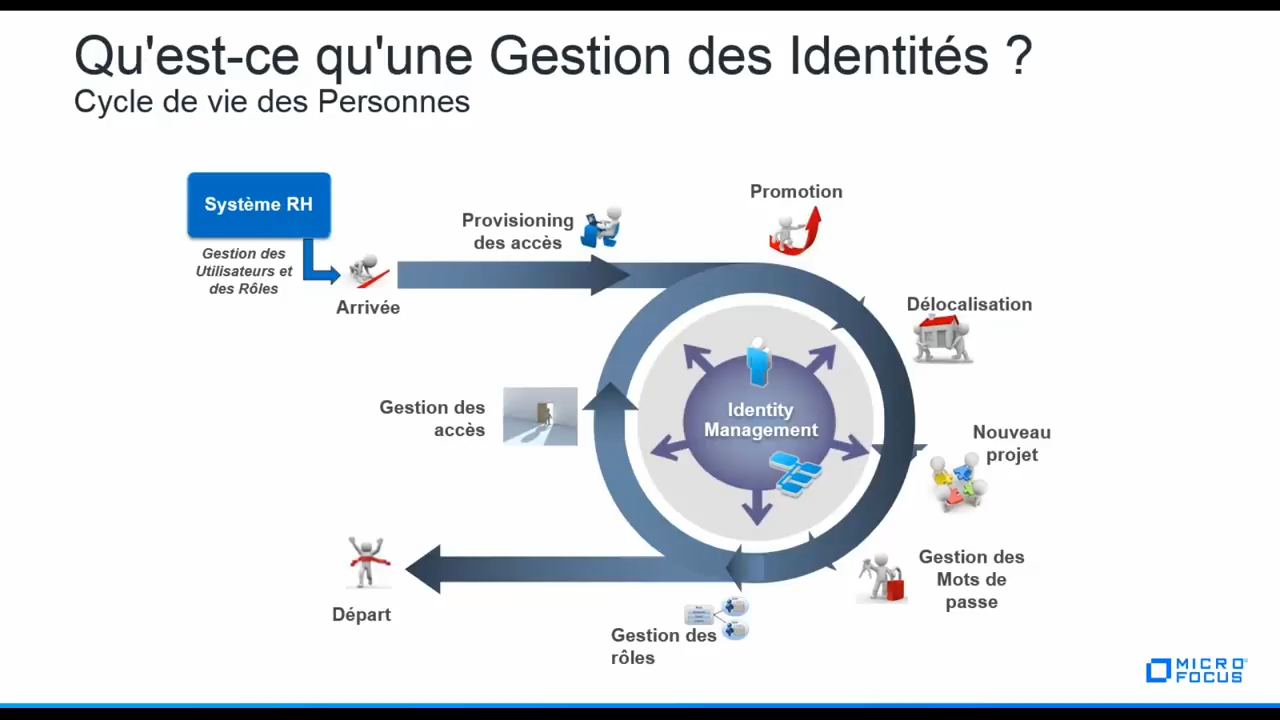 Qu'est-ce qu'une Gestion des Identités ?
Cycle de vie des Personnes
Système RH
Gestion des
Utilisateurs et
des Rôles
Arrivée
Provisioning
des accès
Promotion
Délocalisation
Nouveau
projet
Gestion des
Mots de
passe
Gestion des
rôles
Gestion des
accès
Départ
Identity
Management
MICRO
FOCUS